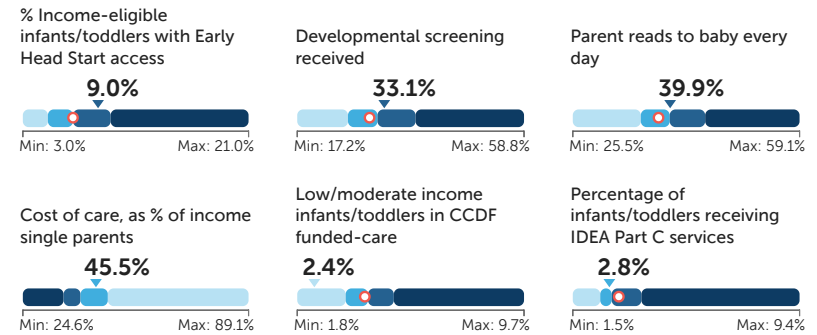 % Income-eligible
infants/toddlers with Early
Head Start access
9.0%
Min: 3.0% Max: 21.0%
Developmental screening
received
33.1%
Min: 17.2% Max: 58.8%
Parent reads to baby every
day
39.9%
Min: 25.5% Max: 59.1%
Cost of care, as % of income
single parents
45.5%
Min: 24.6% Max: 89.1%
Low/moderate income
infants/toddlers in CCDF
funded-care
2.4%
Min: 1.8% Max: 9.7%
Percentage of
infants/toddlers receiving
IDEA Part C services
2.8%
Min: 1.5% Max: 9.4%